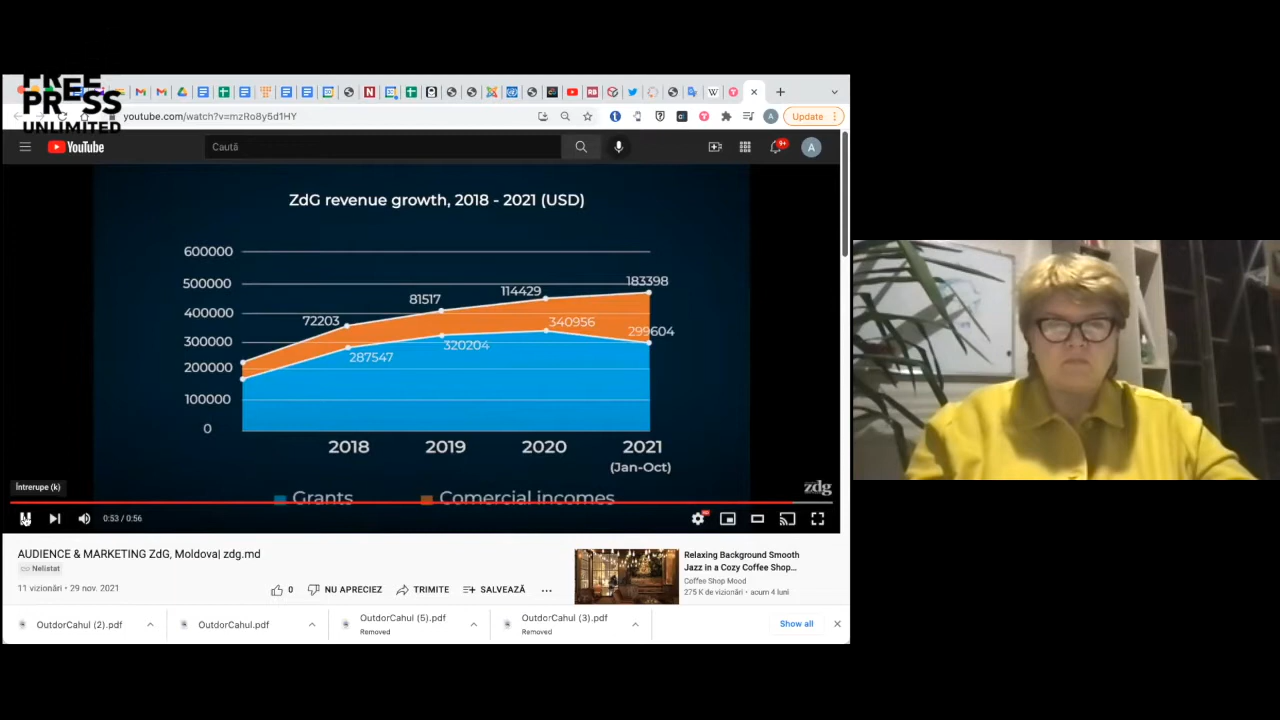 FREE
PRESS
UNLIMITED
youtube.com/watch?v=mzRo8y5d1HY
Update
YouTube
Caută
9+
A
ZdG revenue growth, 2018 - 2021 (USD)
600000
500000
400000
300000
200000
100000
0
72203
81517
114429
183398
287547
320204
340956
299604
2018
2019
2020
2021
(Jan-Oct)
Grants
Comercial incomes
Întrerupe (k)
zdg
0:53 / 0:56
AUDIENCE & MARKETING ZdG, Moldova| zdg.md
Nelistat
11 vizionări • 29 nov. 2021
0
NU APRECIEZ
TRIMITE
SALVEAZĂ
Relaxing Background Smooth
Jazz in a Cozy Coffee Shop...
Coffee Shop Mood
275 K de vizionări • acum 4 luni
OutdorCahul (2).pdf
OutdorCahul.pdf
OutdorCahul (5).pdf
Removed
OutdorCahul (3).pdf
Removed
Show all